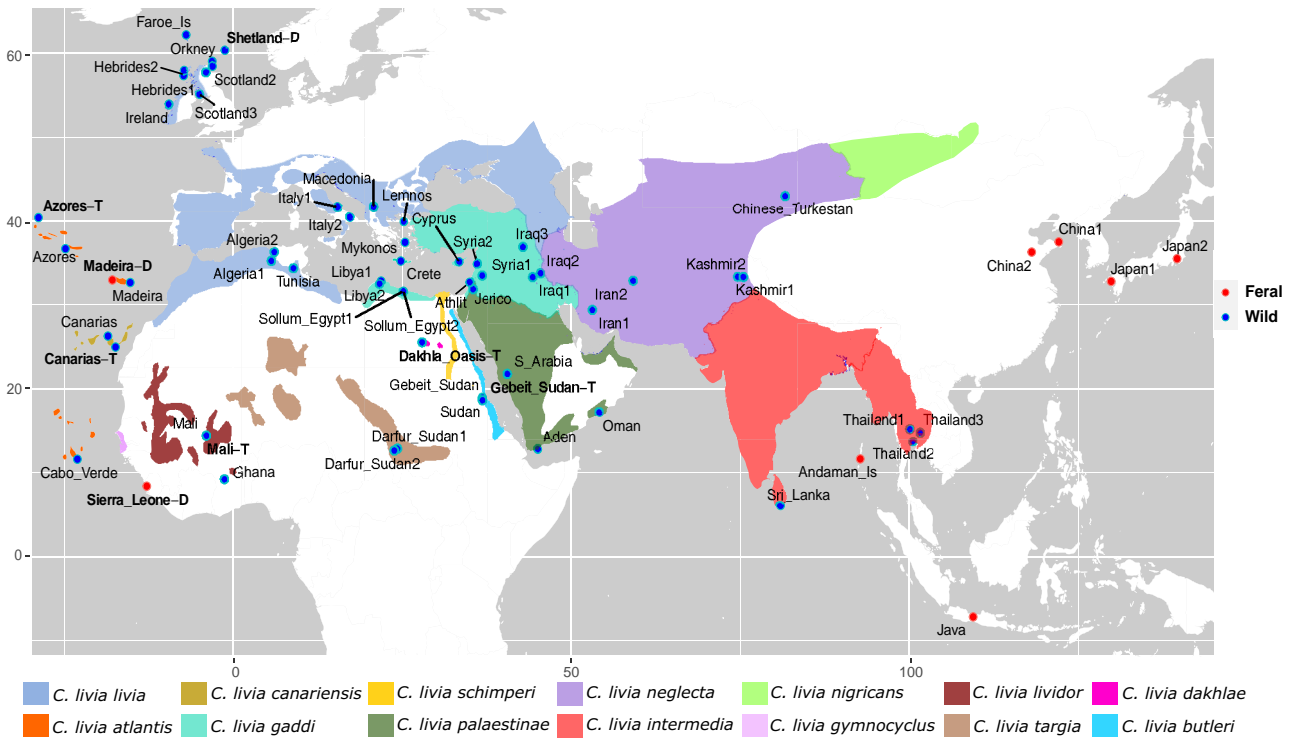 Faroe_Is
Shetland–D
60
Orkney
Hebrides2
Scotland2
Hebrides1
Scotland3
Ireland
Macedonia
Italy1
Lemnos
Azores–T
40
Italy2
Cyprus
Chinese_Turkestan
Algeria2
Mykoncs
Syria2
Iraq3
China1
Azores
Madeira–D
Algeria1
Tunisia
Libya1
Crete
Syria1
Iraq2
Kashmir2
China2
Japan2
Japan1
Madeira
Libya2
Athlit
Jerico
Iraq1
Iran2
Kashmir1
Feral
Canarias
Sollum_Egypt1
Sollum_Egypt2
Iran1
Wild
Canarias–T
Dakhla_Oasis–T
S_Arabia
20
Gebeit_Sudan
Gebeit_Sudan–T
Sudan
Oman
Mali
Mali–T
Darfur_Sudan1
Aden
Thailand1
Thailand3
Thailand2
Cabo_Verde
Ghana
Darfur_Sudan2
Andaman_Is
Sierra_Leone–D
Sri_Lanka
0
Java
0
50
100
C. livia livia
C. livia canariensis
C. livia schimperi
C. livia neglecta
C. livia nigricans
C. livia lividor
C. livia dakhlae
C. livia atlantis
C. livia gaddi
C. livia palaestinae
C. livia intermedia
C. livia gymnocyclus
C. livia targia
C. livia butleri